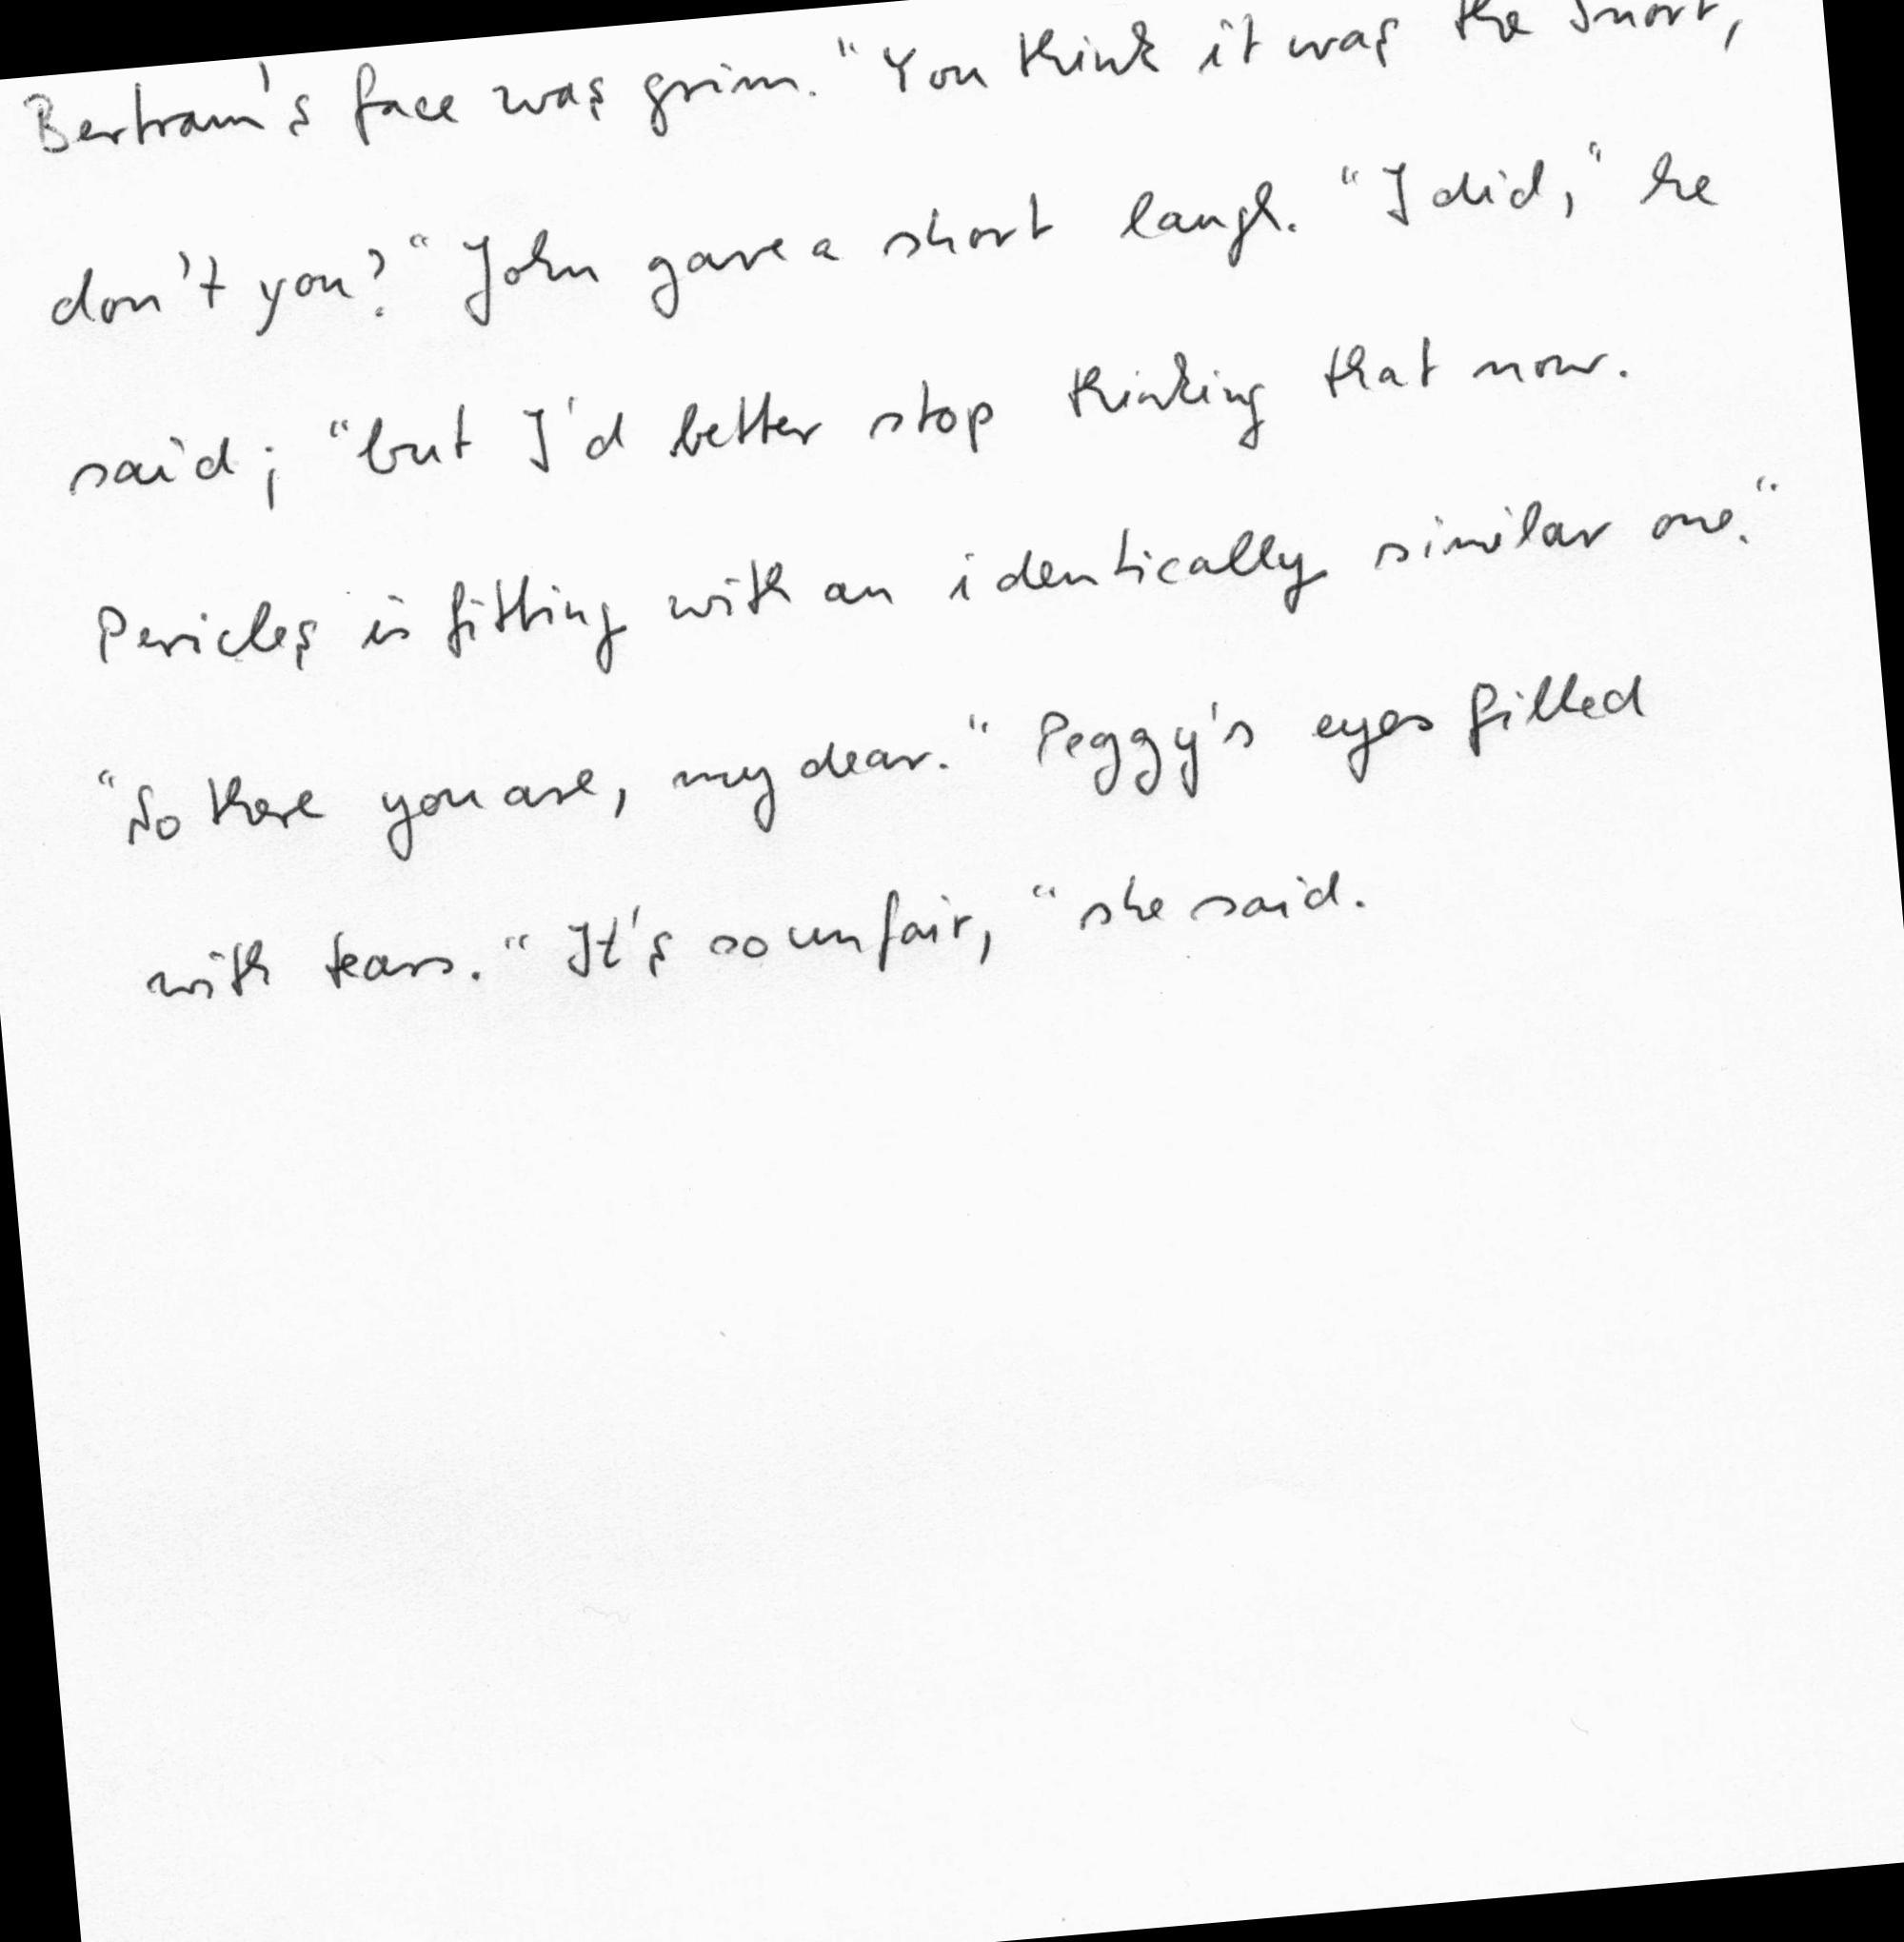 Bertram's face was grim. "You think it was the Snort,
don't you?" John gave a short laugh. "I did," he
said; "but I'd better stop thinking that now.
Pericles is fitting with an identically similar one."
"So there you are, my dear." Peggy's eyes filled
with tears. "It's so unfair," she said.